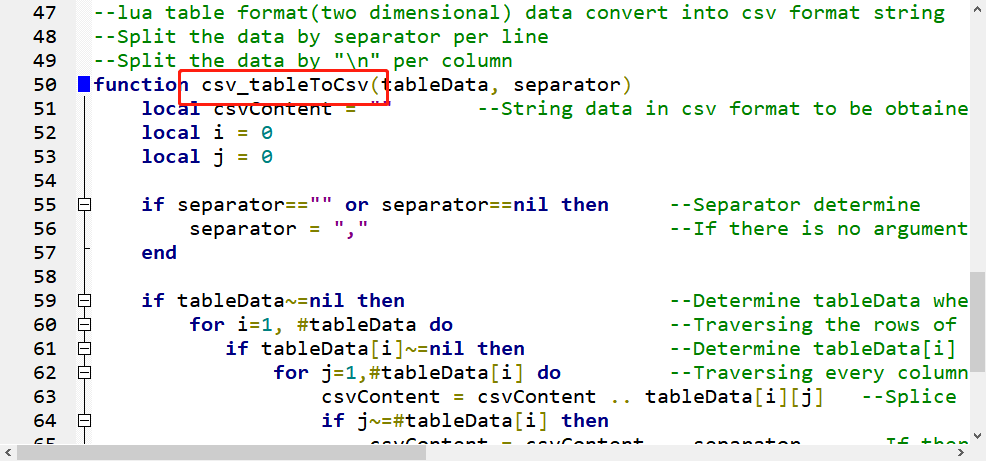 47 --lua table format(two dimensional) data convert into csv format string
48 --Split the data by separator per line
49 --Split the data by "\n" per column
50 function csv_tableToCsv(tableData, separator)
51 local csvContent = "" --String data in csv format to be obtaine
52 local i = 0
53 local j = 0
54
55 if separator=="" or separator==nil then --Separator determine
56 separator = "," --If there is no argument
57 end
58
59 if tableData~=nil then --Determine tableData whe
60 for i=1, #tableData do --Traversing the rows of
61 if tableData[i]~=nil then --Determine tableData[i]
62 for j=1,#tableData[i] do --Traversing every column
63 csvContent = csvContent .. tableData[i][j] --Splice
64 if j~=#tableData[i] then
65 csvContent = csvContent separator If then